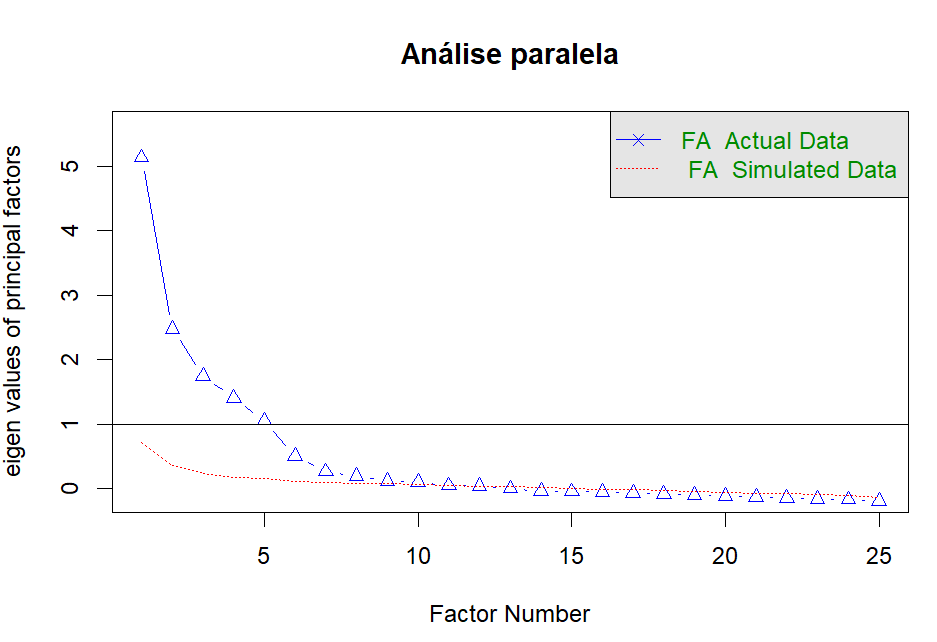 Análise paralela
FA Actual Data
FA Simulated Data
eigen values of principal factors
5
4
3
2
1
0
5 10 15 20 25
Factor Number